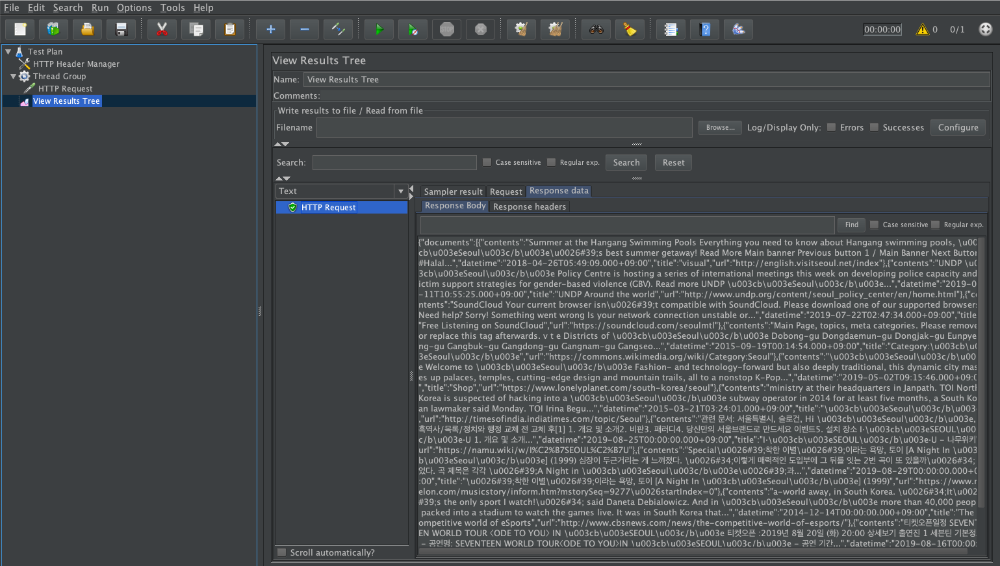 File Edit Search Run Options Tools Help
00:00:00 0 0/1
Test Plan
HTTP Header Manager
Thread Group
HTTP Request
View Results Tree
View Results Tree
Name: View Results Tree
Comments:
Write results to file / Read from file
Filename Browse... Log/Display Only: Errors Successes Configure
Search: Case sensitive Regular exp. Search Reset
Text
HTTP Request
Scroll automatically?
Sampler result Request Response data
Response Body Response headers
Find Case sensitive Regular exp.
{"documents":[{"contents":"Summer at the Hangang Swimming Pools Everything you need to know about Hangang swimming pools, \u00
cb\u003eSeoul\u003c/b\u003e\u0026#39;s best summer getaway! Read More Main banner Previous button 1 / Main Banner Next Button
#Halal...","datetime":"2018-04-26T05:49:09.000+09:00","title":"visual","url":"http://english.visitseoul.net/index"},{"contents":"UNDP \u0
3cb\u003eSeoul\u003c/b\u003e Policy Centre is hosting a series of international meetings this week on developing police capacity and
ictim support strategies for gender-based violence (GBV). Read more UNDP \u003cb\u003eSeoul\u003c/b\u003e...","datetime":"2019-0
-11T10:55:25.000+09:00","title":"UNDP Around the world","url":"http://www.undp.org/content/seoul_policy_center/en/home.html"},{"c
ntents":"SoundCloud Your current browser isn\u0026#39;t compatible with SoundCloud. Please download one of our supported browser
Need help? Sorry! Something went wrong Is your network connection unstable or...","datetime":"2019-07-22T02:47:34.000+09:00","title
"Free Listening on SoundCloud","url":"https://soundcloud.com/seoulmtl"},{"contents":"Main Page, topics, meta categories. Please remove
or replace this tag afterwards. v t e Districts of \u003cb\u003eSeoul\u003c/b\u003e Dobong-gu Dongdaemun-gu Dongjak-gu Eunpye
ng-gu Gangbuk-gu Gangdong-gu Gangnam-gu Gangseo...","datetime":"2015-09-19T00:14:54.000+09:00","title":"Category:\u003cb\u0
3eSeoul\u003c/b\u003e","url":"https://commons.wikimedia.org/wiki/Category:Seoul"},{"contents":"\u003cb\u003eSeoul\u003c/b\u00
e Welcome to \u003cb\u003eSeoul\u003c/b\u003e Fashion- and technology-forward but also deeply traditional, this dynamic city mas
es up palaces, temples, cutting-edge design and mountain trails, all to a nonstop K-Pop...","datetime":"2019-05-02T09:15:46.000+09:0
","title":"Shop","url":"https://www.lonelyplanet.com/south-korea/seoul"},{"contents":"ministry at their headquarters in Janpath. TOI North
Korea is suspected of hacking into a \u003cb\u003eSeoul\u003c/b\u003e subway operator in 2014 for at least five months, a South Ko
an lawmaker said Monday. TOI Irina Begu...","datetime":"2015-03-21T03:24:01.000+09:00","title":"\u003cb\u003eSeoul\u003c/b\u003
,"url":"http://timesofindia.indiatimes.com/topic/Seoul"},{"contents":"관련 문서: 서울특별시, 슬로건, Hi \u003cb\u003eSeoul\u003c/b\u003e,
흑역사/목록/정치와 행정 교체 전 교체 후[1] 1. 개요 및 소개2. 비판3. 패러디4. 당신만의 서울브랜드로 만드세요 이벤트5. 설치 장소 I·\u003cb\u003eSEOUL\u003
c/b\u003e·U 1. 개요 및 소개...","datetime":"2019-08-25T00:00:00.000+09:00","title":"I·\u003cb\u003eSEOUL\u003c/b\u003e·U - 나무위키
url":"https://namu.wiki/w/I%C2%B7SEOUL%C2%B7U"},{"contents":"Special\u0026#39;착한 이별\u0026#39;이라는 욕망, 토이 [A Night In \u003
b\u003eSeoul\u003c/b\u003e] (1999) 심장이 두근거리는 게 느껴졌다. \u0026#34;이렇게 매력적인 도입부에 그 뒤를 잇는 2번 곡이 또 있을까\u0026#34;
었다. 곡 제목은 각각 \u0026#39;A Night in \u003cb\u003eSeoul\u003c/b\u003e\u0026#39;과...","datetime":"2019-08-29T00:00:00.000+0
:00","title":"\u0026#39;착한 이별\u0026#39;이라는 욕망, 토이 [A Night In \u003cb\u003eSeoul\u003c/b\u003e] (1999)","url":"https://www.
elon.com/musicstory/inform.htm?mstorySeq=9277\u0026startIndex=0"},{"contents":"a-world away, in South Korea. \u0026#34;It\u002
#39;s the only sport I watch!\u0026#34; said Daneta Debialowicz. And in \u003cb\u003eSeoul\u003c/b\u003e more than 40,000 peop
packed into a stadium to watch the games live. It was in South Korea that...","datetime":"2014-12-14T00:00:00.000+09:00","title":"The
ompetitive world of eSports","url":"http://www.cbsnews.com/news/the-competitive-world-of-esports/"},{"contents":"티켓오픈일정 SEVENT
EN WORLD TOUR <ODE TO YOU> IN \u003cb\u003eSEOUL\u003c/b\u003e 티켓오픈 :2019년 8월 20일 (화) 20:00 상세보기 출연진 1 세븐틴 기본정
- 공연명: SEVENTEEN WORLD TOUR<ODE TO YOU>IN \u003cb\u003eSEOUL\u003c/b\u003e - 공연 기간...","datetime":"2019-08-16T00:00